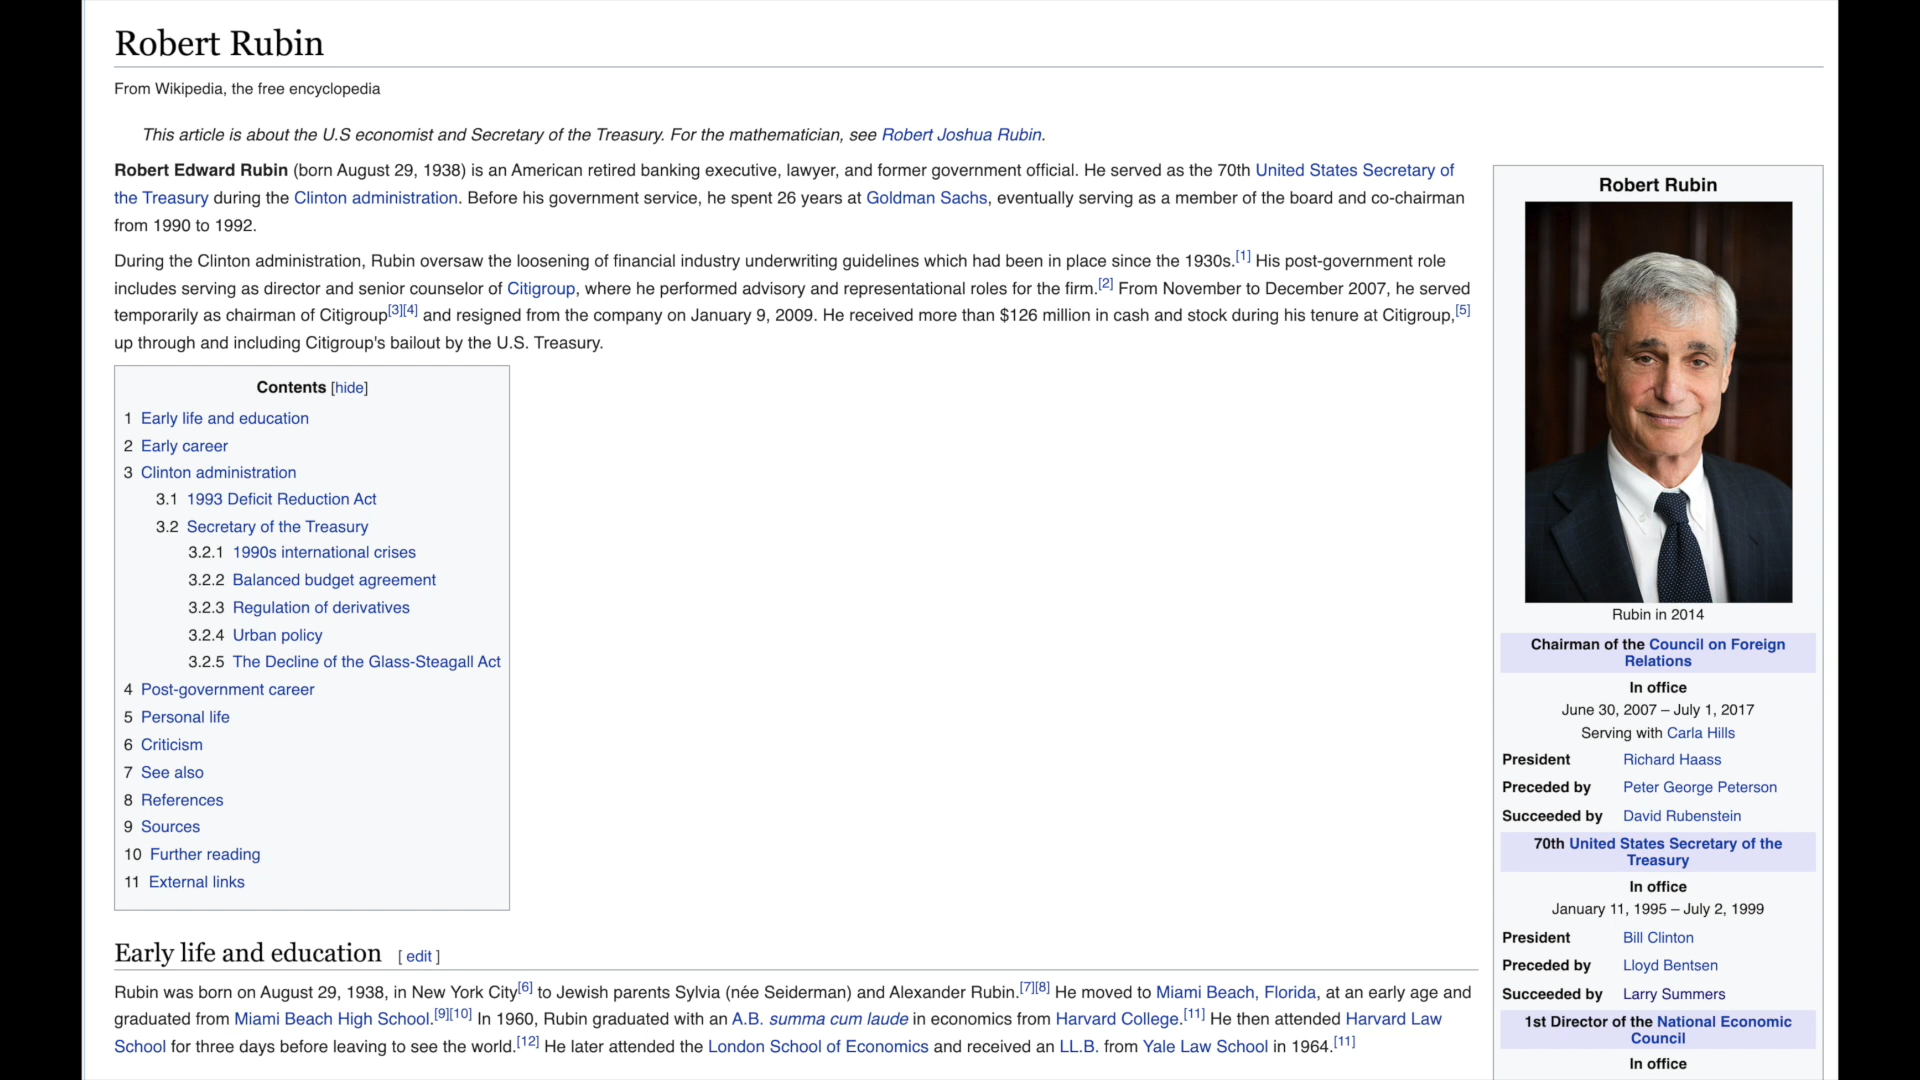 Robert Rubin
From Wikipedia, the free encyclopedia
This article is about the U.S economist and Secretary of the Treasury. For the mathematician, see Robert Joshua Rubin.
Robert Edward Rubin (born August 29, 1938) is an American retired banking executive, lawyer, and former government official. He served as the 70th United States Secretary of
the Treasury during the Clinton administration. Before his government service, he spent 26 years at Goldman Sachs, eventually serving as a member of the board and co-chairman
from 1990 to 1992.
During the Clinton administration, Rubin oversaw the loosening of financial industry underwriting guidelines which had been in place since the 1930s.[1] His post-government role
includes serving as director and senior counselor of Citigroup, where he performed advisory and representational roles for the firm.[2] From November to December 2007, he served
temporarily as chairman of Citigroup[3][4] and resigned from the company on January 9, 2009. He received more than $126 million in cash and stock during his tenure at Citigroup,[5]
up through and including Citigroup's bailout by the U.S. Treasury.
Contents [hide]
1 Early life and education
2 Early career
3 Clinton administration
3.1 1993 Deficit Reduction Act
3.2 Secretary of the Treasury
3.2.1 1990s international crises
3.2.2 Balanced budget agreement
3.2.3 Regulation of derivatives
3.2.4 Urban policy
3.2.5 The Decline of the Glass-Steagall Act
4 Post-government career
5 Personal life
6 Criticism
7 See also
8 References
9 Sources
10 Further reading
11 External links
Early life and education [ edit ]
Rubin was born on August 29, 1938, in New York City[6] to Jewish parents Sylvia (née Seiderman) and Alexander Rubin.[7][8] He moved to Miami Beach, Florida, at an early age and
graduated from Miami Beach High School.[9][10] In 1960, Rubin graduated with an A.B. summa cum laude in economics from Harvard College.[11] He then attended Harvard Law
School for three days before leaving to see the world.[12] He later attended the London School of Economics and received an LL.B. from Yale Law School in 1964.[11]
Robert Rubin
Rubin in 2014
Chairman of the Council on Foreign
Relations
In office
June 30, 2007 – July 1, 2017
Serving with Carla Hills
President Richard Haass
Preceded by Peter George Peterson
Succeeded by David Rubenstein
70th United States Secretary of the
Treasury
In office
January 11, 1995 – July 2, 1999
President Bill Clinton
Preceded by Lloyd Bentsen
Succeeded by Larry Summers
1st Director of the National Economic
Council
In office